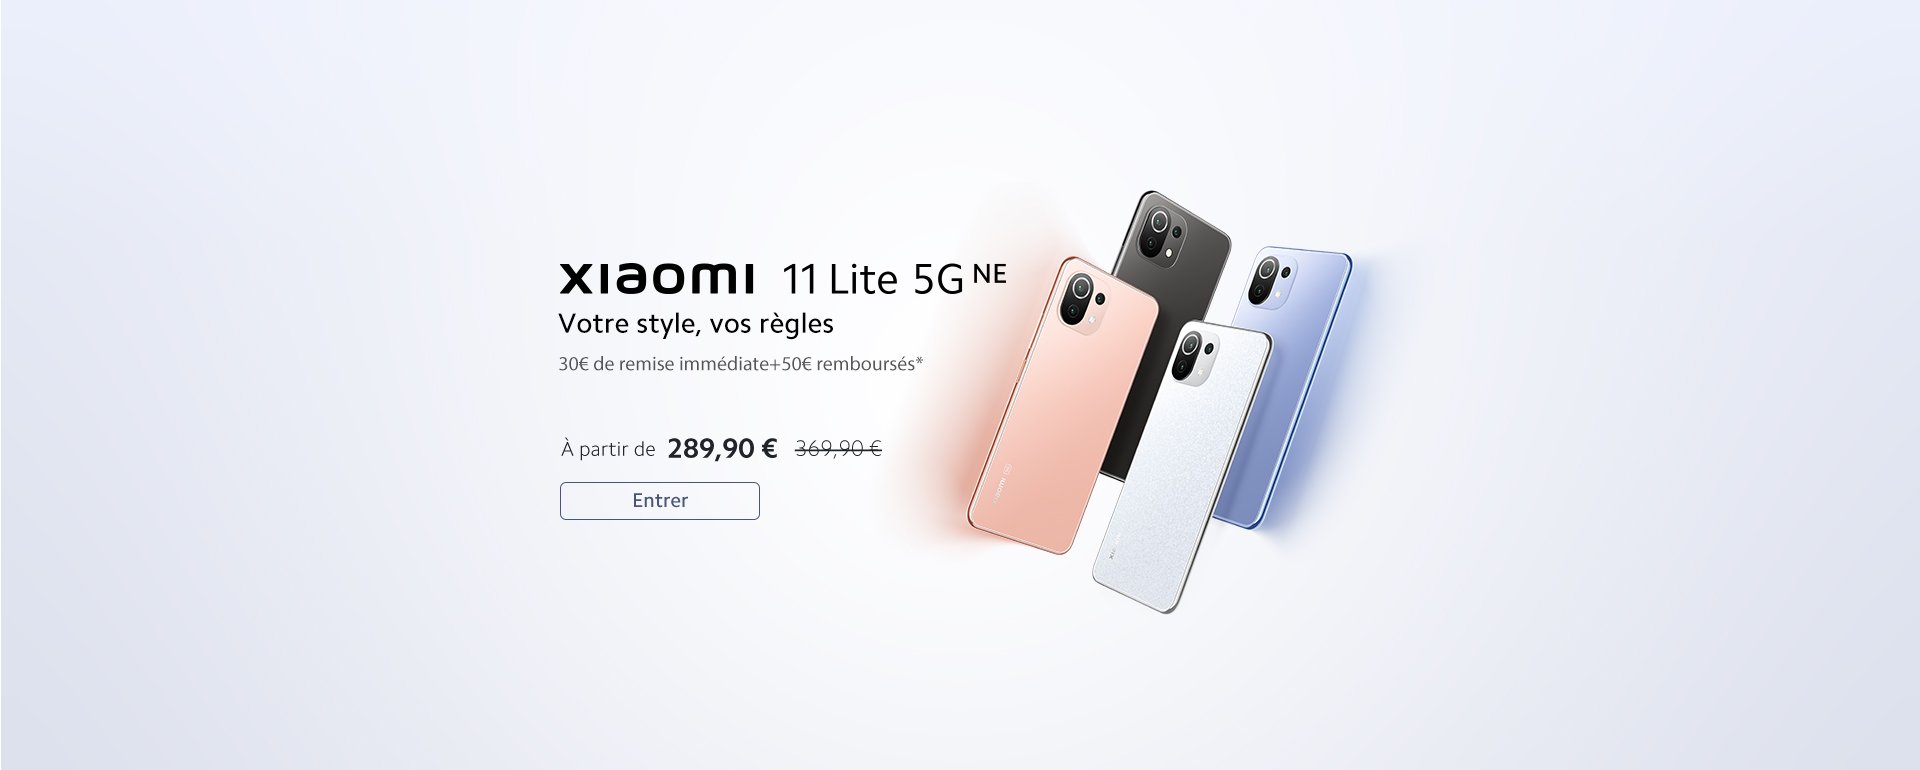 xiaomi 11 Lite 5G NE
Votre style, vos règles
30€ de remise immédiate+50€ remboursés*
À partir de 289,90 € 369,90 €
Entrer
xiaomi